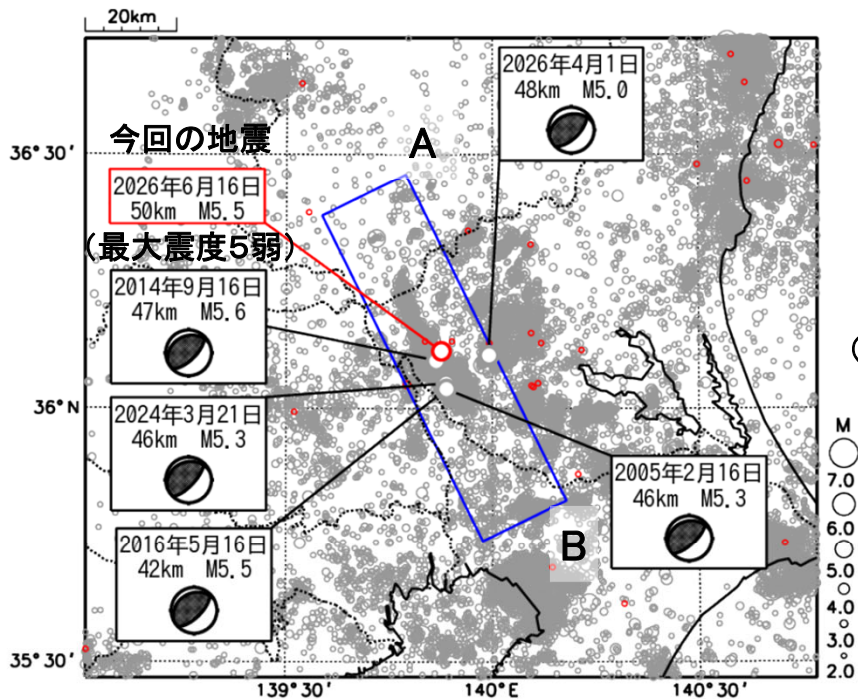 20km
2026年4月1日
48km M5.0
A
36°30′
今回の地震
2026年6月16日
50km M5.5
(最大震度5弱)
2014年9月16日
47km M5.6
36°N
2024年3月21日
46km M5.3
2005年2月16日
46km M5.3
2016年5月16日
42km M5.5
B
M
7.0
6.0
5.0
4.0
3.0
2.0
35°30′
139°30′
140°E
140°30′